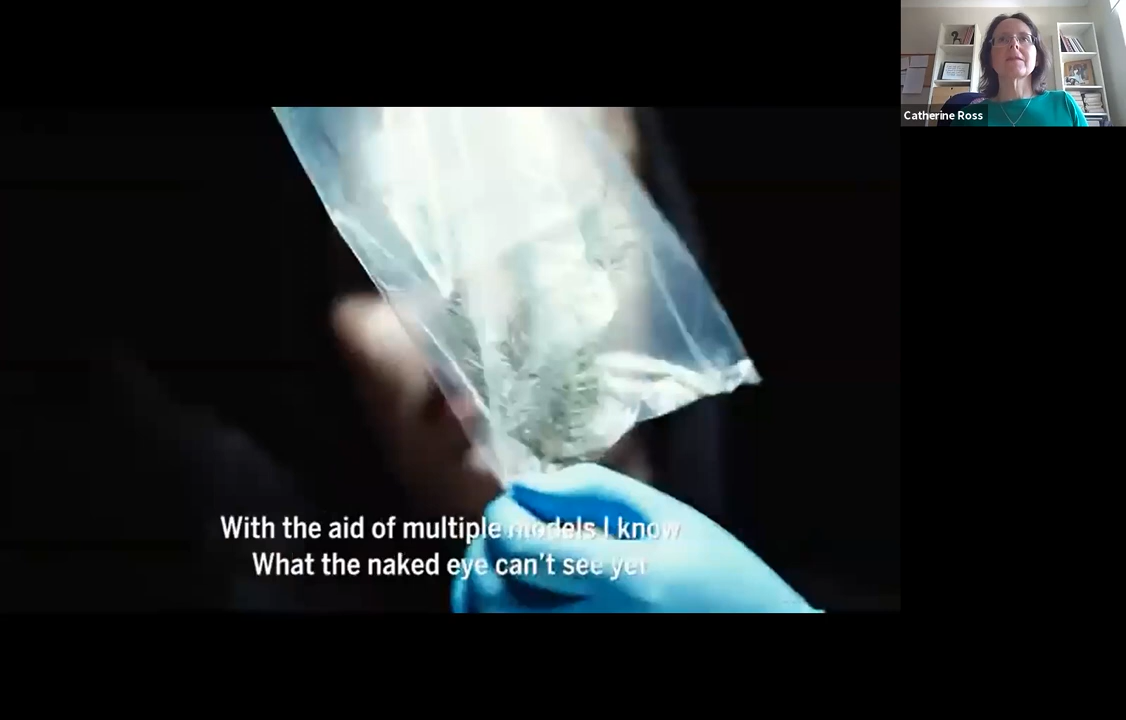 Catherine Ross
With the aid of multiple models I know
What the naked eye can't see yet